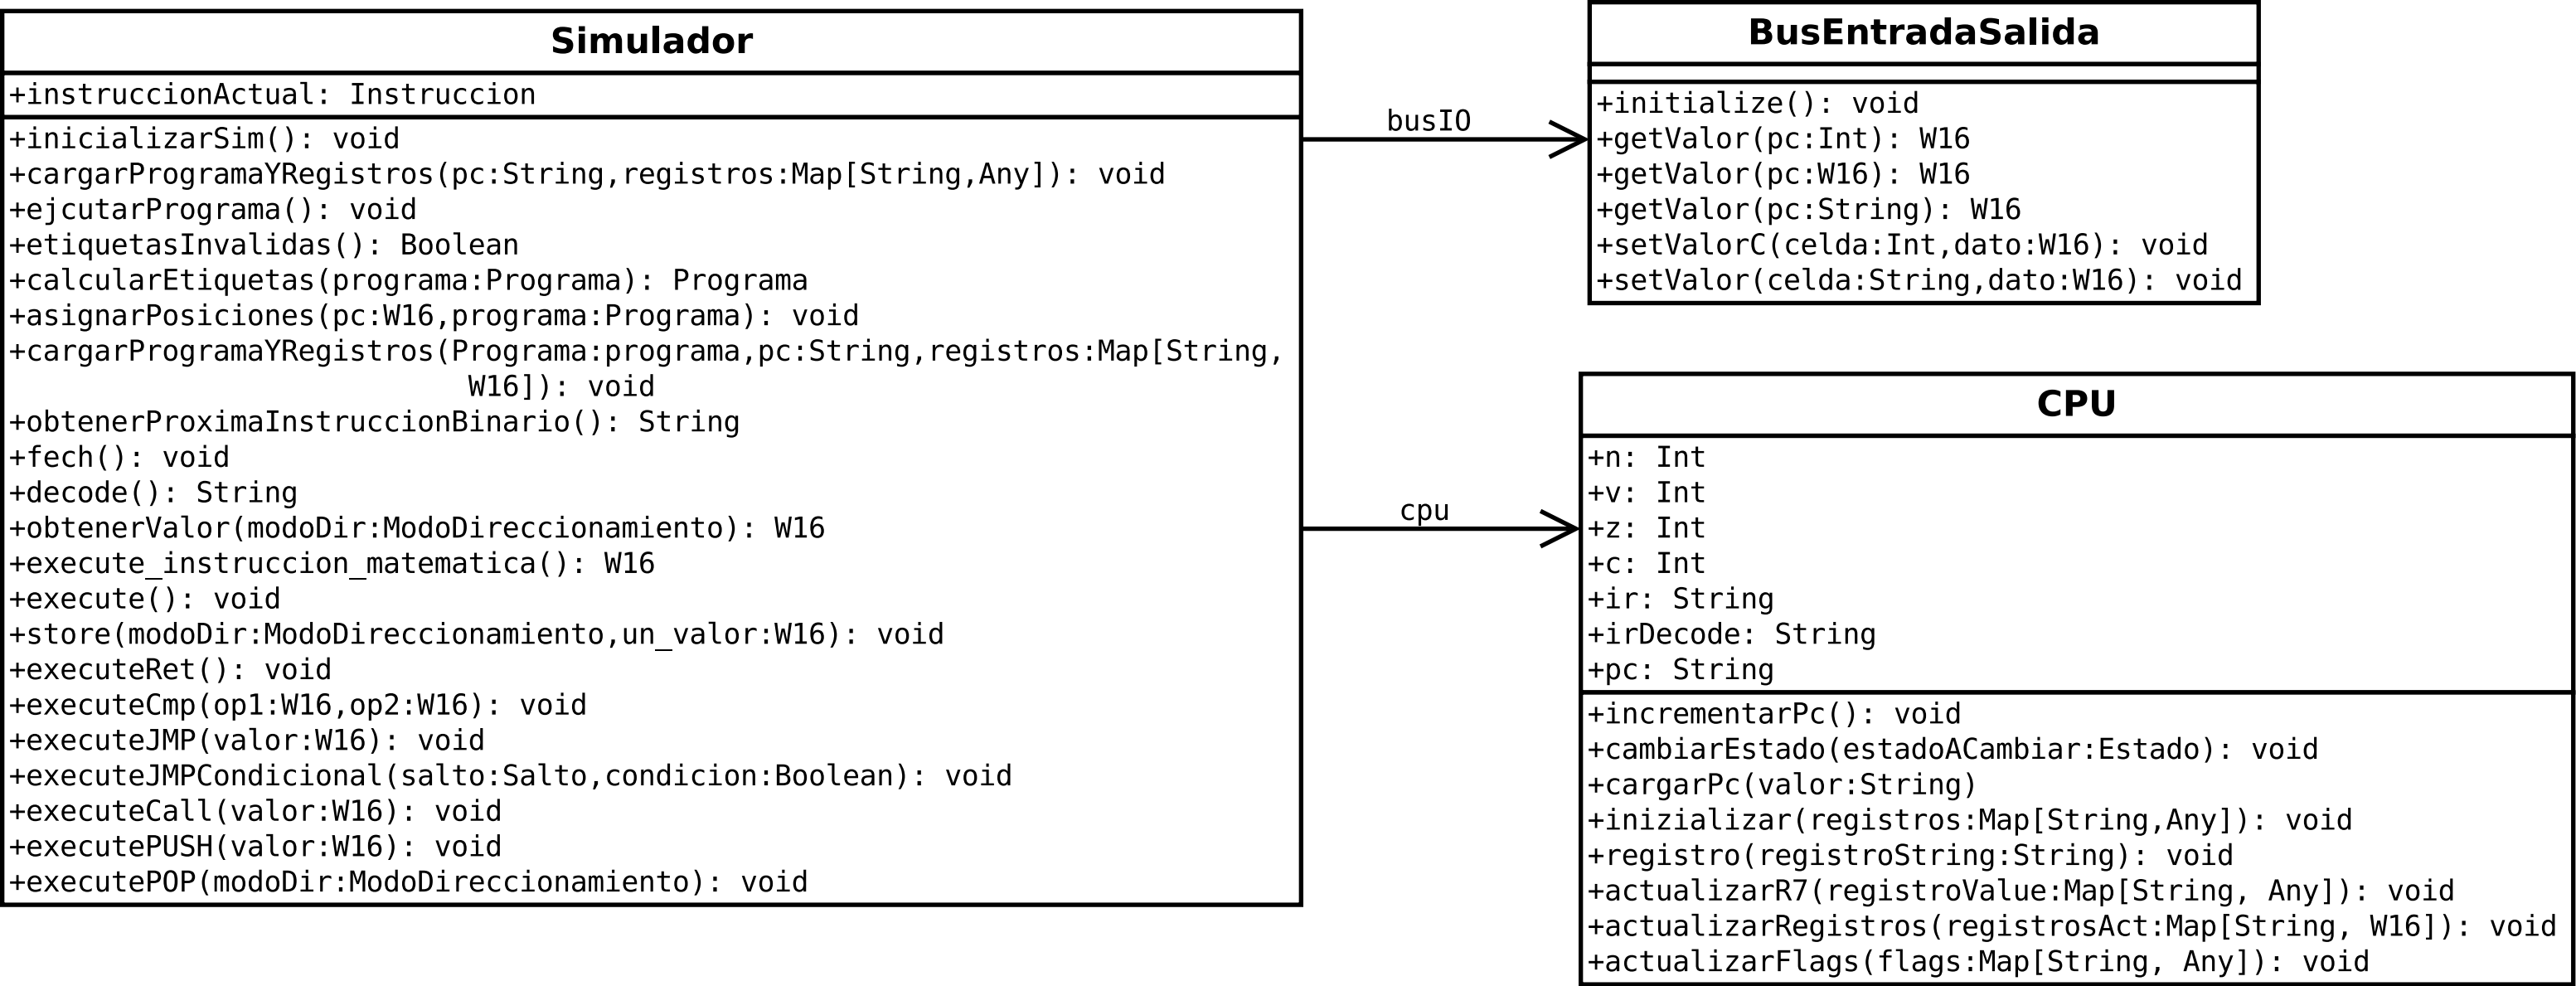 Simulador
+instruccionActual: Instruccion
+inicializarSim(): void
+cargarProgramaYRegistros(pc:String,registros:Map[String,Any]): void
+ejcutarPrograma(): void
+etiquetasInvalidas(): Boolean
+calcularEtiquetas(programa:Programa): Programa
+asignarPosiciones(pc:W16,programa:Programa): void
+cargarProgramaYRegistros(Programa:programa,pc:String,registros:Map[String,
W16]): void
+obtenerProximaInstruccionBinario(): String
+fech(): void
+decode(): String
+obtenerValor(modoDir:ModoDireccionamiento): W16
+execute_instruccion_matematica(): W16
+execute(): void
+store(modoDir:ModoDireccionamiento,un_valor:W16): void
+executeRet(): void
+executeCmp(op1:W16,op2:W16): void
+executeJMP(valor:W16): void
+executeJMPCondicional(salto:Salto,condicion:Boolean): void
+executeCall(valor:W16): void
+executePUSH(valor:W16): void
+executePOP(modoDir:ModoDireccionamiento): void
busIO
BusEntradaSalida
+initialize(): void
+getValor(pc:Int): W16
+getValor(pc:W16): W16
+getValor(pc:String): W16
+setValorC(celda:Int,dato:W16): void
+setValor(celda:String,dato:W16): void
cpu
CPU
+n: Int
+v: Int
+z: Int
+c: Int
+ir: String
+irDecode: String
+pc: String
+incrementarPc(): void
+cambiarEstado(estadoACambiar:Estado): void
+cargarPc(valor:String)
+inizializar(registros:Map[String,Any]): void
+registro(registroString:String): void
+actualizarR7(registroValue:Map[String, Any]): void
+actualizarRegistros(registrosAct:Map[String, W16]): void
+actualizarFlags(flags:Map[String, Any]): void